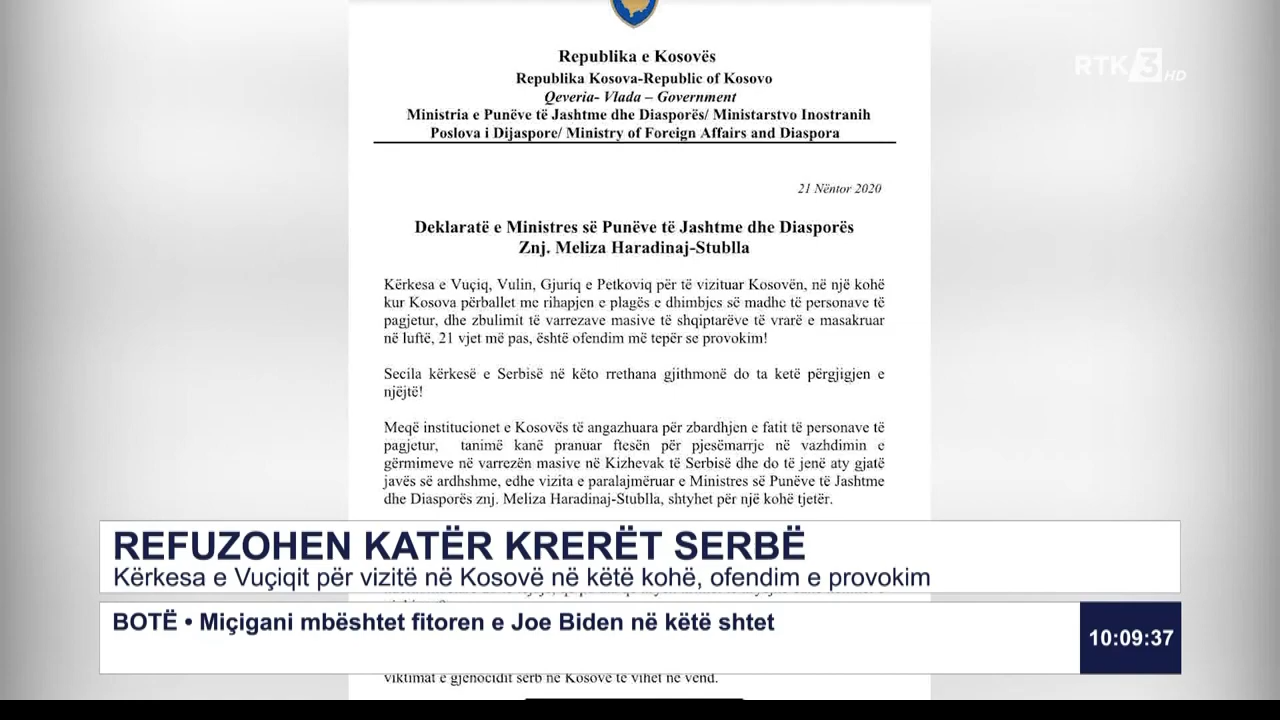 Republika e Kosovës
RTK 3 HD
Republika Kosova-Republic of Kosovo
Qeveria- Vlada – Government
Ministria e Punëve të Jashtme dhe Diasporës/ Ministarstvo Inostranih
Poslova i Dijaspore/ Ministry of Foreign Affairs and Diaspora
21 Nëntor 2020
Deklaratë e Ministres së Punëve të Jashtme dhe Diasporës
Znj. Meliza Haradinaj-Stublla
Kërkesa e Vuçiq, Vulin, Gjuriq e Petkoviq për të vizituar Kosovën, në një kohë
kur Kosova përballet me rihapjen e plagës e dhimbjes së madhe të personave të
pagjetur, dhe zbulimit të varrezave masive të shqiptarëve të vrarë e masakruar
në luftë, 21 vjet më pas, është ofendim më tepër se provokim!
Secila kërkesë e Serbisë në këto rrethana gjithmonë do ta ketë përgjigjen e
njëjtë!
Meqë institucionet e Kosovës të angazhuara për zbardhjen e fatit të personave të
pagjetur, tanimë kanë pranuar ftesën për pjesëmarrje në vazhdimin e
gërmimeve në varrezën masive në Kizhevak të Serbisë dhe do të jenë aty gjatë
javës së ardhshme, edhe vizita e paralajmëruar e Ministres së Punëve të Jashtme
dhe Diasporës znj. Meliza Haradinaj-Stublla, shtyhet për një kohë tjetër.
REFUZOHEN KATËR KRERËT SERBË
Kërkesa e Vuçiqit për vizitë në Kosovë në këtë kohë, ofendim e provokim
BOTË • Miçigani mbështet fitoren e Joe Biden në këtë shtet
10:09:37
viktimat e gjenocidit serb në Kosovë të vihet në vend.